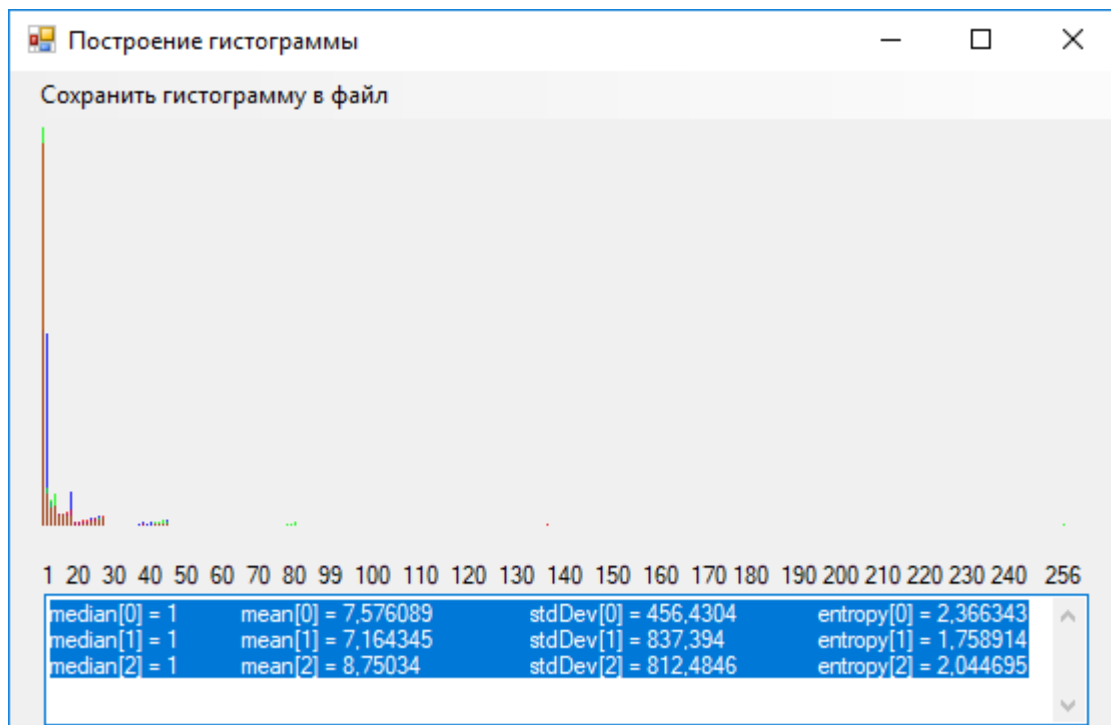 Построение гистограммы
Сохранить гистограмму в файл
1 20 30 40 50 60 70 80 99 100 110 120 130 140 150 160 170 180 190 200 210 220 230 240 256
median[0] = 1 mean[0] = 7,576089 stdDev[0] = 456,4304 entropy[0] = 2,366343
median[1] = 1 mean[1] = 7,164345 stdDev[1] = 837,394 entropy[1] = 1,758914
median[2] = 1 mean[2] = 8,75034 stdDev[2] = 812,4846 entropy[2] = 2,044695